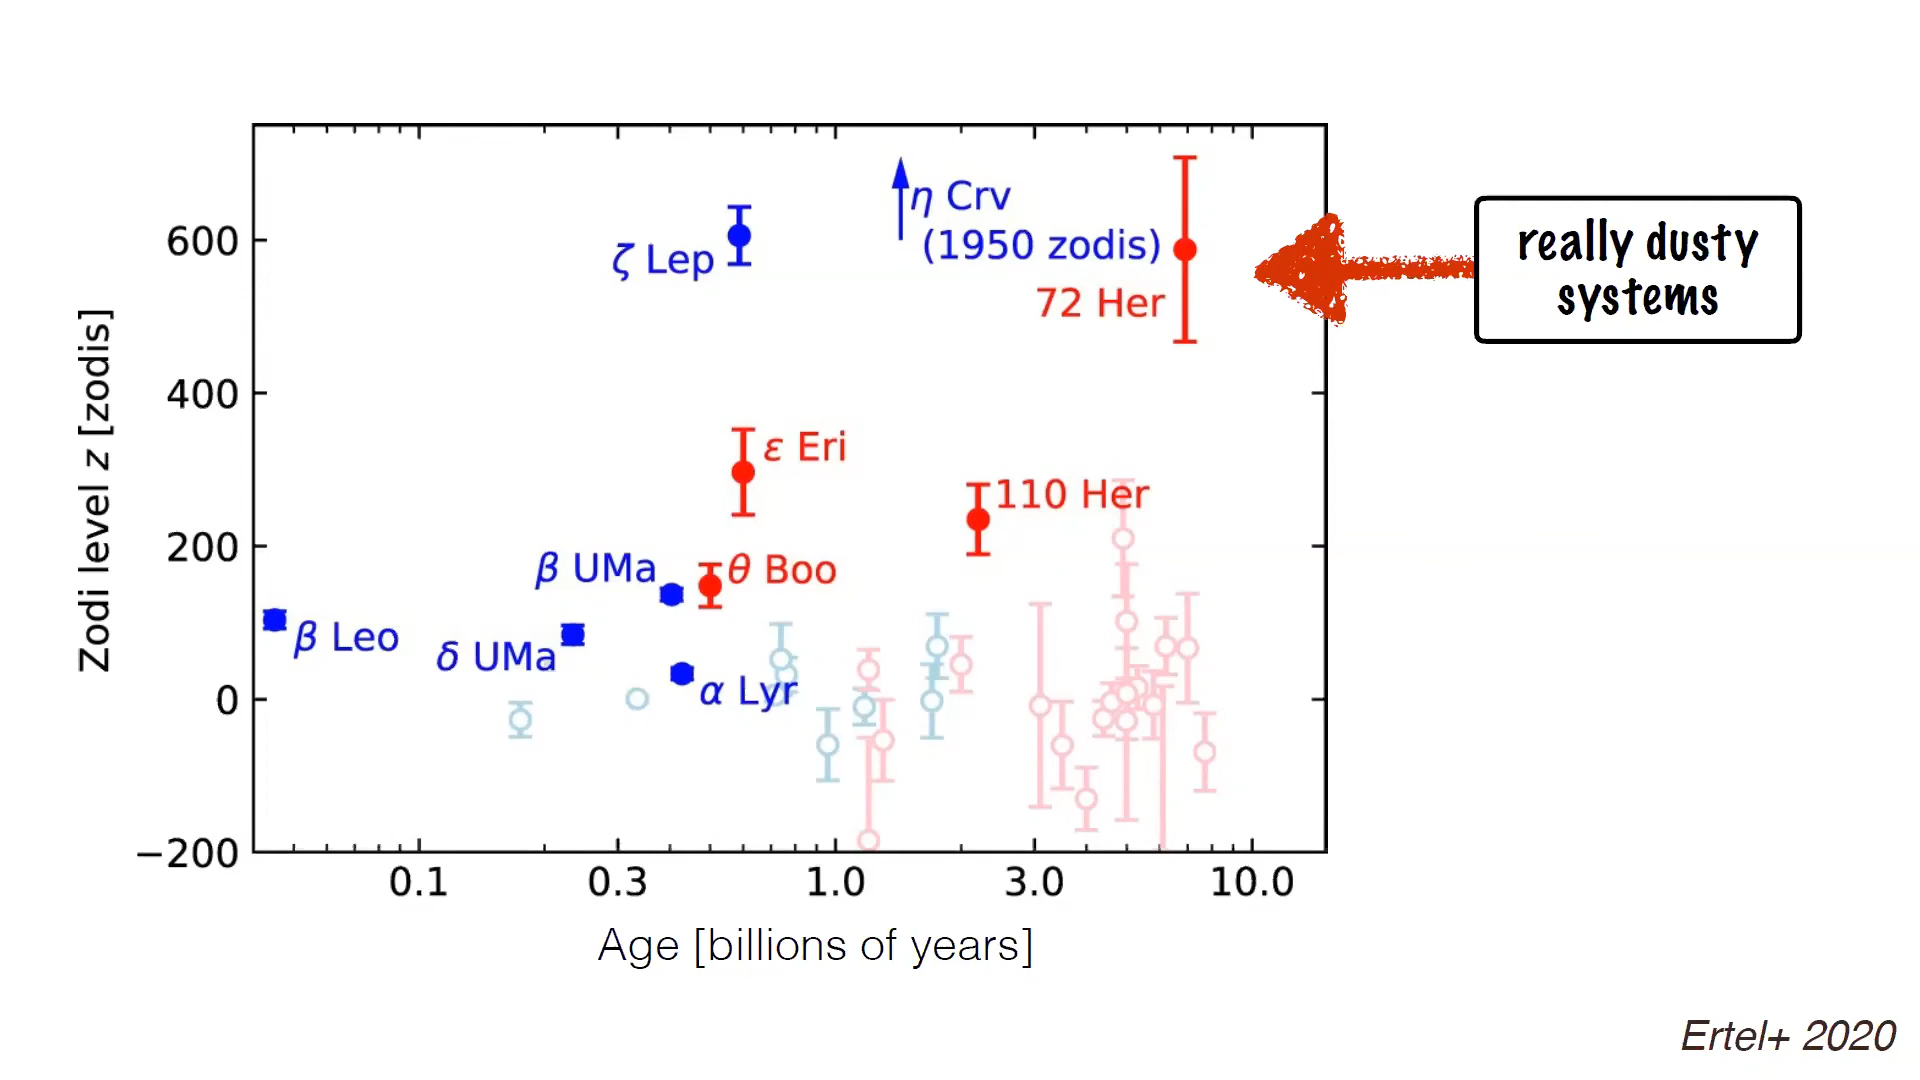 Zodi level z [zodis]
600
400
200
0
−200
0.1
0.3
1.0
3.0
10.0
Age [billions of years]
ζ Lep
η Crv
(1950 zodis)
72 Her
ε Eri
110 Her
β UMa
θ Boo
β Leo
δ UMa
α Lyr
really dusty
systems
Ertel+ 2020